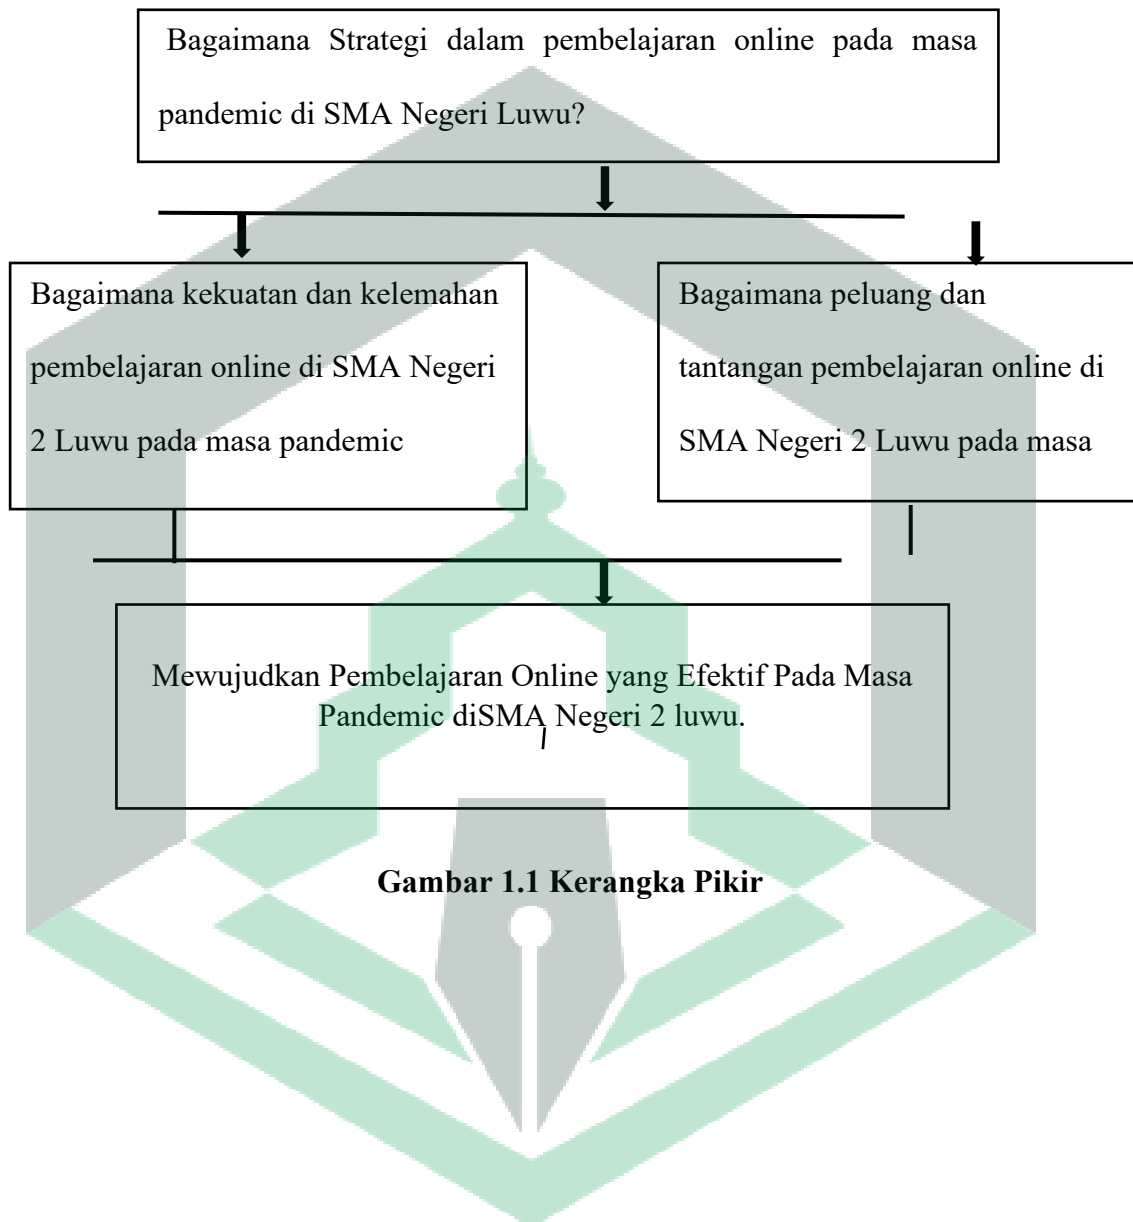 Bagaimana Strategi dalam pembelajaran online pada masa
pandemic di SMA Negeri Luwu?
Bagaimana kekuatan dan kelemahan
pembelajaran online di SMA Negeri
2 Luwu pada masa pandemic
Bagaimana peluang dan
tantangan pembelajaran online di
SMA Negeri 2 Luwu pada masa
Mewujudkan Pembelajaran Online yang Efektif Pada Masa
Pandemic diSMA Negeri 2 luwu.
Gambar 1.1 Kerangka Pikir